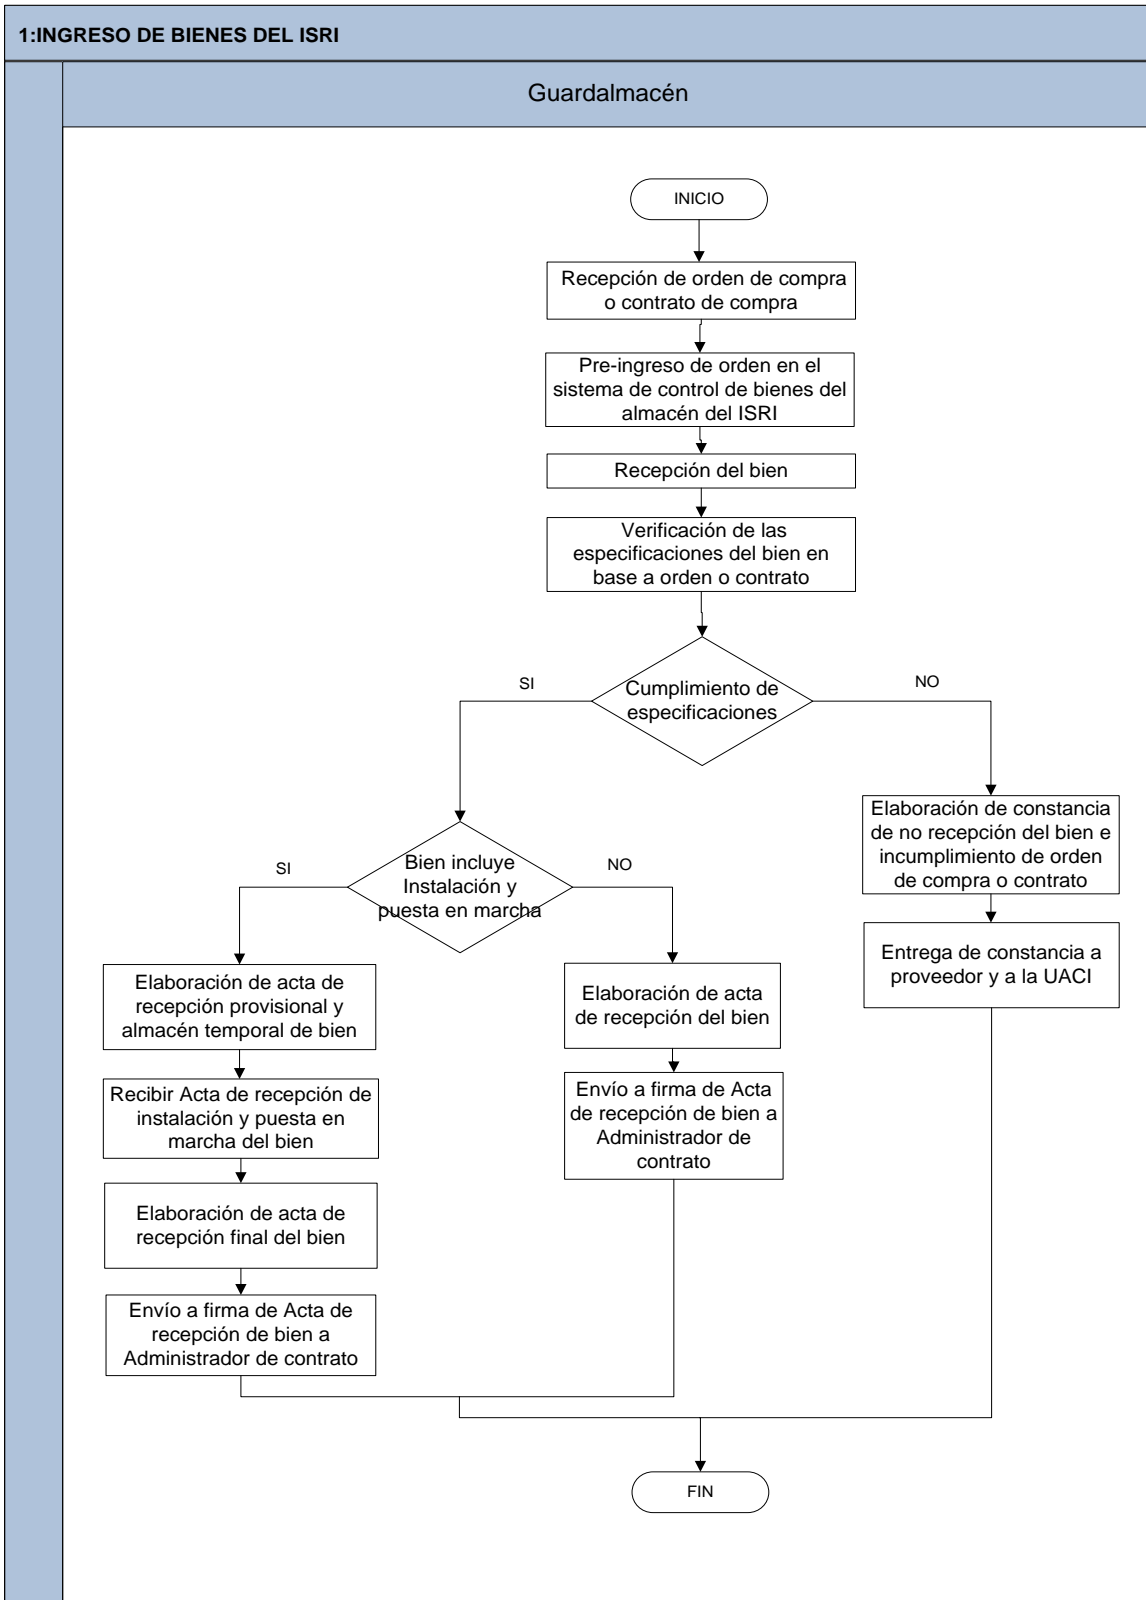 1:INGRESO DE BIENES DEL ISRI
Guardalmacén
INICIO
Recepción de orden de compra
o contrato de compra
Pre-ingreso de orden en el
sistema de control de bienes del
almacén del ISRI
Recepción del bien
Verificación de las
especificaciones del bien en
base a orden o contrato
Cumplimiento de
especificaciones
SI
NO
Bien incluye
Instalación y
puesta en marcha
SI
NO
Elaboración de constancia
de no recepción del bien e
incumplimiento de orden
de compra o contrato
Entrega de constancia a
proveedor y a la UACI
Elaboración de acta de
recepción provisional y
almacén temporal de bien
Recibir Acta de recepción de
instalación y puesta en
marcha del bien
Elaboración de acta de
recepción final del bien
Envío a firma de Acta de
recepción de bien a
Administrador de contrato
Elaboración de acta
de recepción del bien
Envío a firma de Acta
de recepción de bien a
Administrador de
contrato
FIN